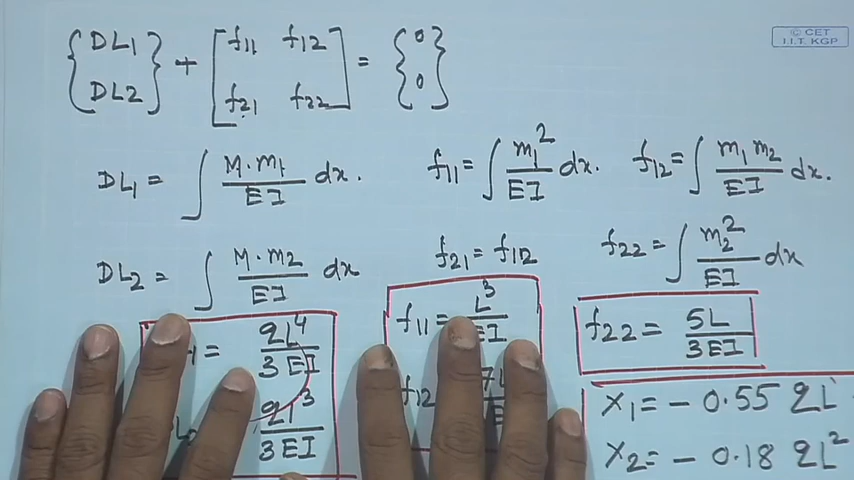 © CET
I.I.T. KGP
{DL1 DL2} + [f11 f12 f21 f22] = {0 0}
DL1 = ∫ M·m1/EI dx. f11 = ∫ m1²/EI dx. f12 = ∫ m1 m2/EI dx.
DL2 = ∫ M·m2/EI dx f21 = f12 f22 = ∫ m2²/EI dx
= qL⁴/3EI f11 = L³/EI f22 = 5L/3EI
qL³/3EI f12
X1 = - 0.55 qL
X2 = - 0.18 qL²